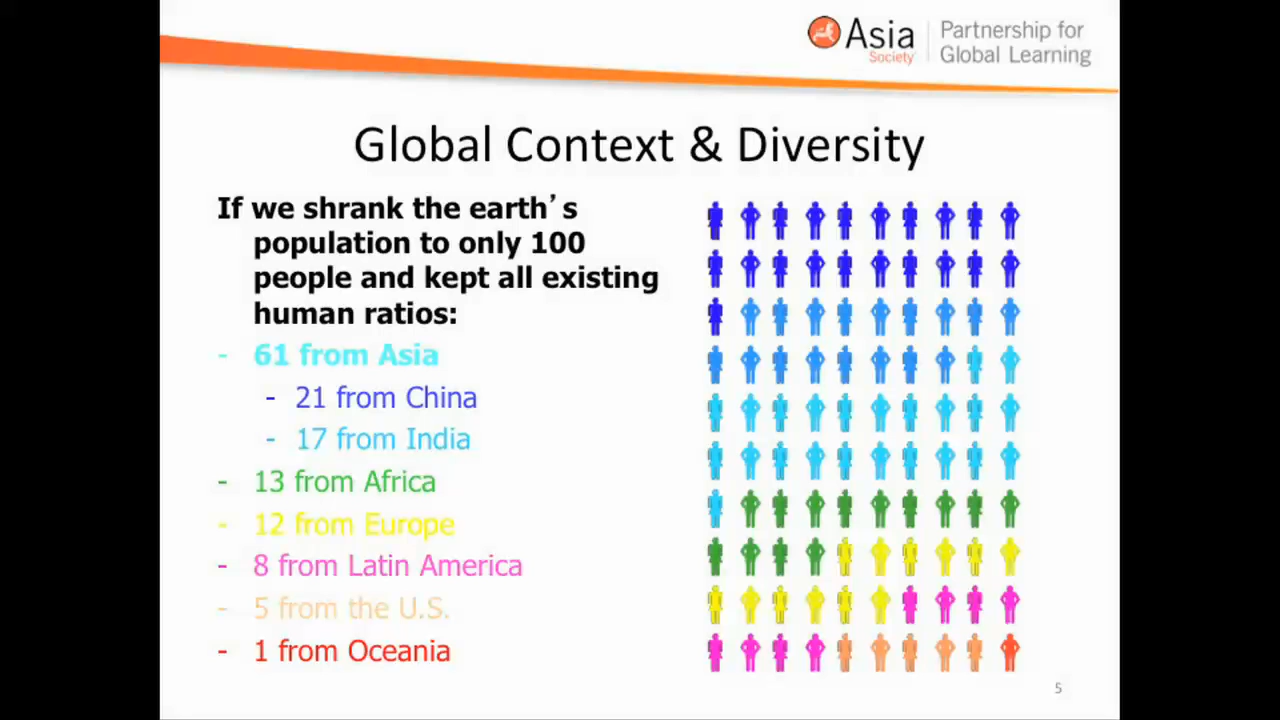 Asia
Society
Partnership for
Global Learning
Global Context & Diversity
If we shrank the earth's
population to only 100
people and kept all existing
human ratios:
- 61 from Asia
- 21 from China
- 17 from India
- 13 from Africa
- 12 from Europe
- 8 from Latin America
- 5 from the U.S.
- 1 from Oceania
5